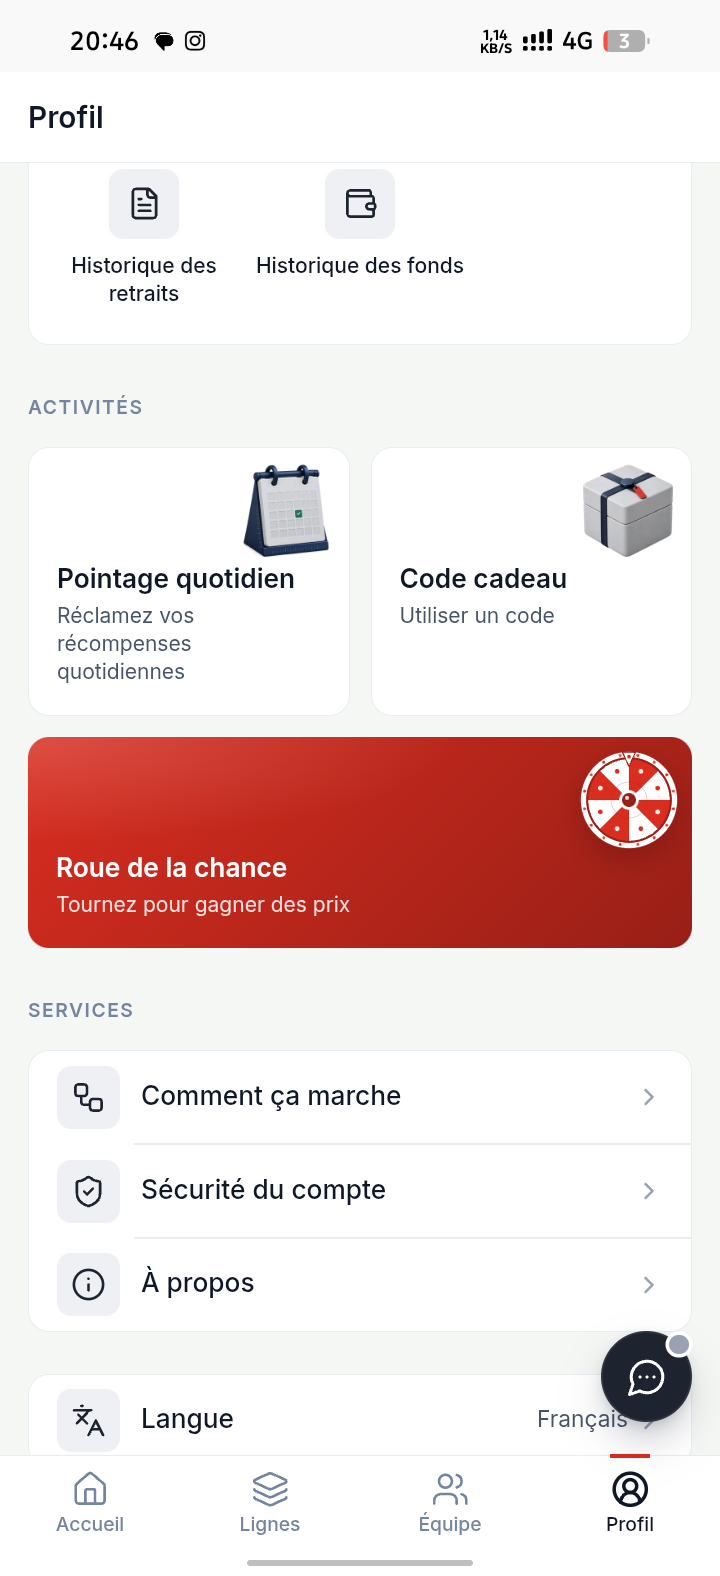 20:46
1,14
KB/S
4G
3
Profil
Historique des
retraits
Historique des fonds
ACTIVITÉS
Pointage quotidien
Réclamez vos
récompenses
quotidiennes
Code cadeau
Utiliser un code
Roue de la chance
Tournez pour gagner des prix
SERVICES
Comment ça marche
Sécurité du compte
À propos
Langue
Français
Accueil
Lignes
Équipe
Profil